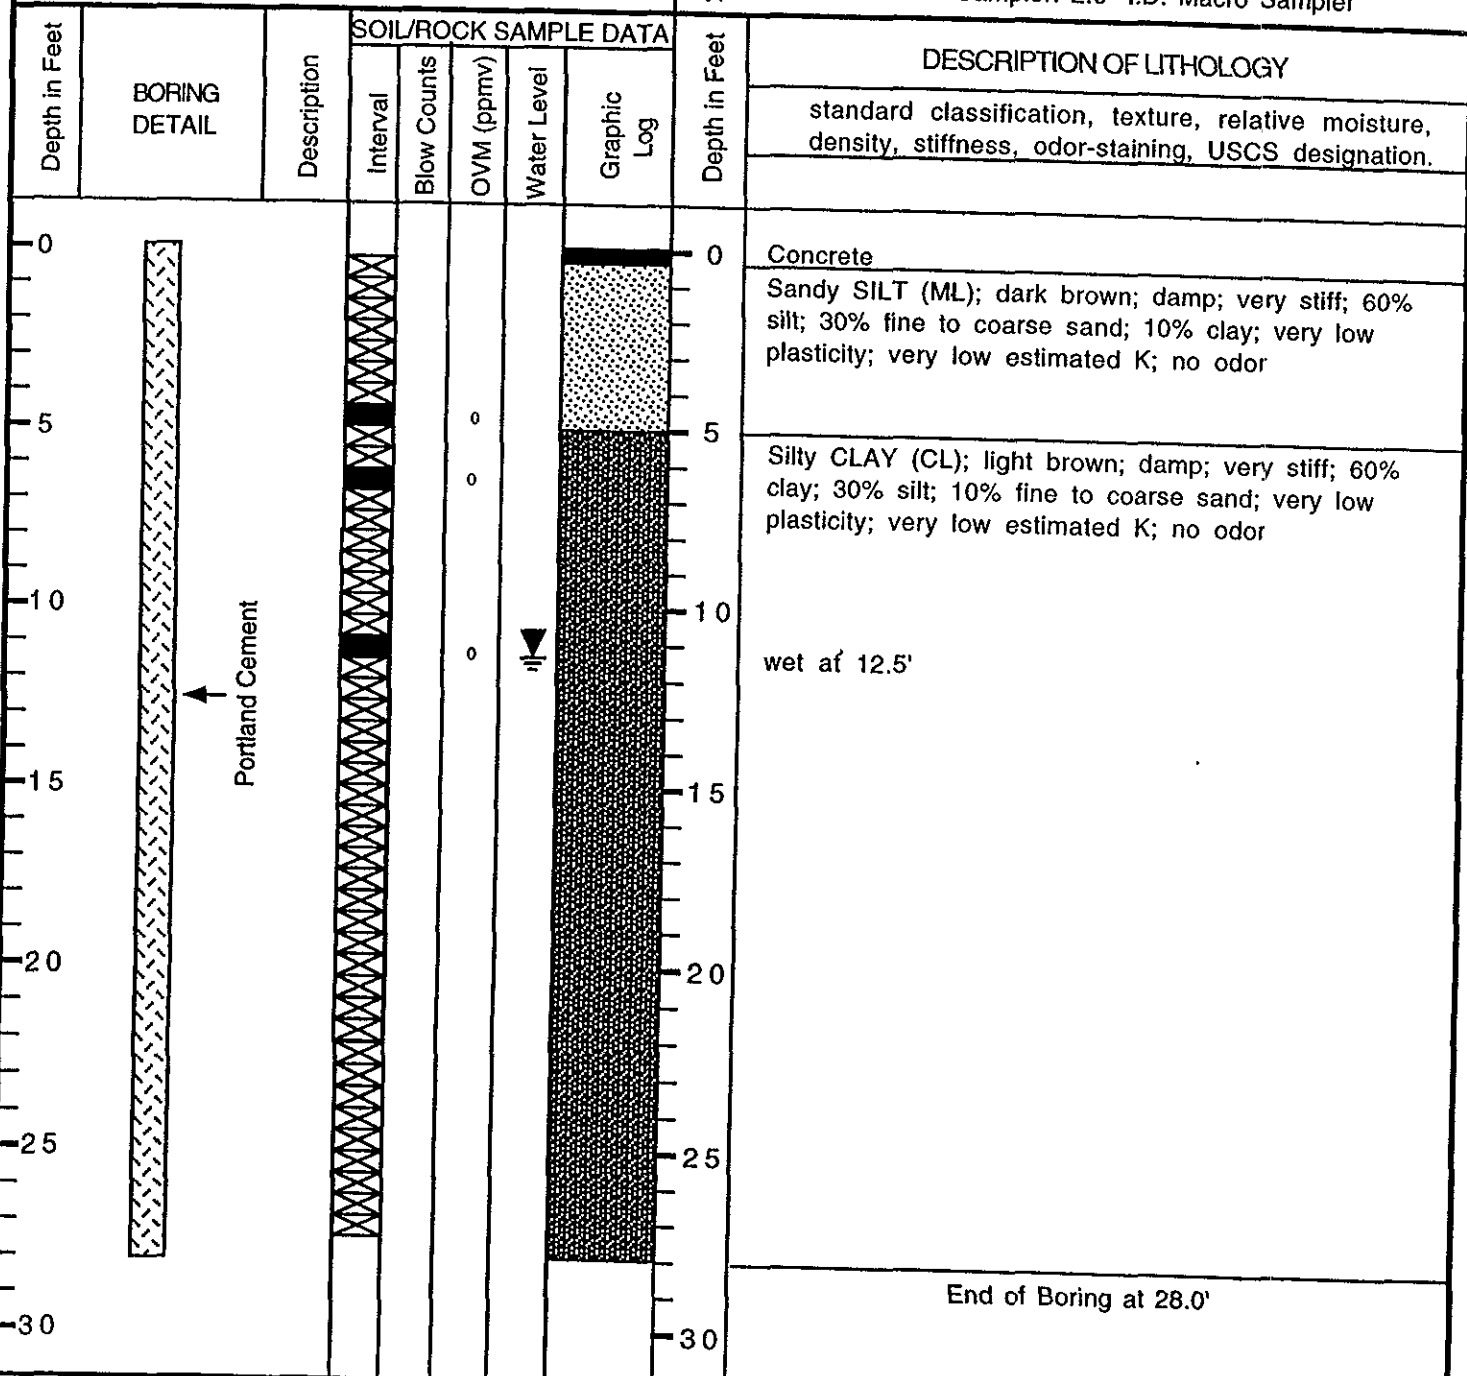 Sampler: 2.0" I.D. Macro Sampler
SOIL/ROCK SAMPLE DATA
Depth in Feet
BORING
DETAIL
Description
Interval
Blow Counts
OVM (ppmv)
Water Level
Graphic
Log
Depth in Feet
DESCRIPTION OF LITHOLOGY
standard classification, texture, relative moisture,
density, stiffness, odor-staining, USCS designation.
0
0
Concrete
Sandy SILT (ML); dark brown; damp; very stiff; 60%
silt; 30% fine to coarse sand; 10% clay; very low
plasticity; very low estimated K; no odor
5
0
5
Silty CLAY (CL); light brown; damp; very stiff; 60%
clay; 30% silt; 10% fine to coarse sand; very low
plasticity; very low estimated K; no odor
0
10
10
Portland Cement
0
wet at 12.5'
15
15
20
20
25
25
End of Boring at 28.0'
30
30